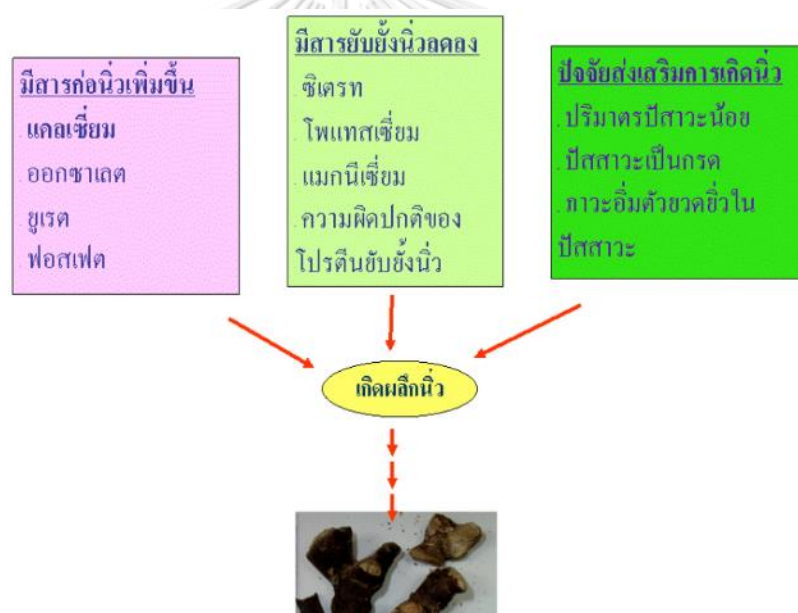 มีสารก่อนิ่วเพิ่มขึ้น
. แคลเซี่ยม
. ออกซาเลต
. ยูเรต
. ฟอสเฟต
มีสารยับยั้งนิ่วลดลง
. ซิเตรท
. โพแทสเซี่ยม
. แมกนีเซี่ยม
. ความผิดปกติของ
โปรตีนยับยั้งนิ่ว
ปัจจัยส่งเสริมการเกิดนิ่ว
. ปริมาตรปัสาวะน้อย
. ปัสสาวะเป็นกรด
. ภาวะอิ่มตัวยวดยิ่วใน
ปัสสาวะ
เกิดผลึกนิ่ว